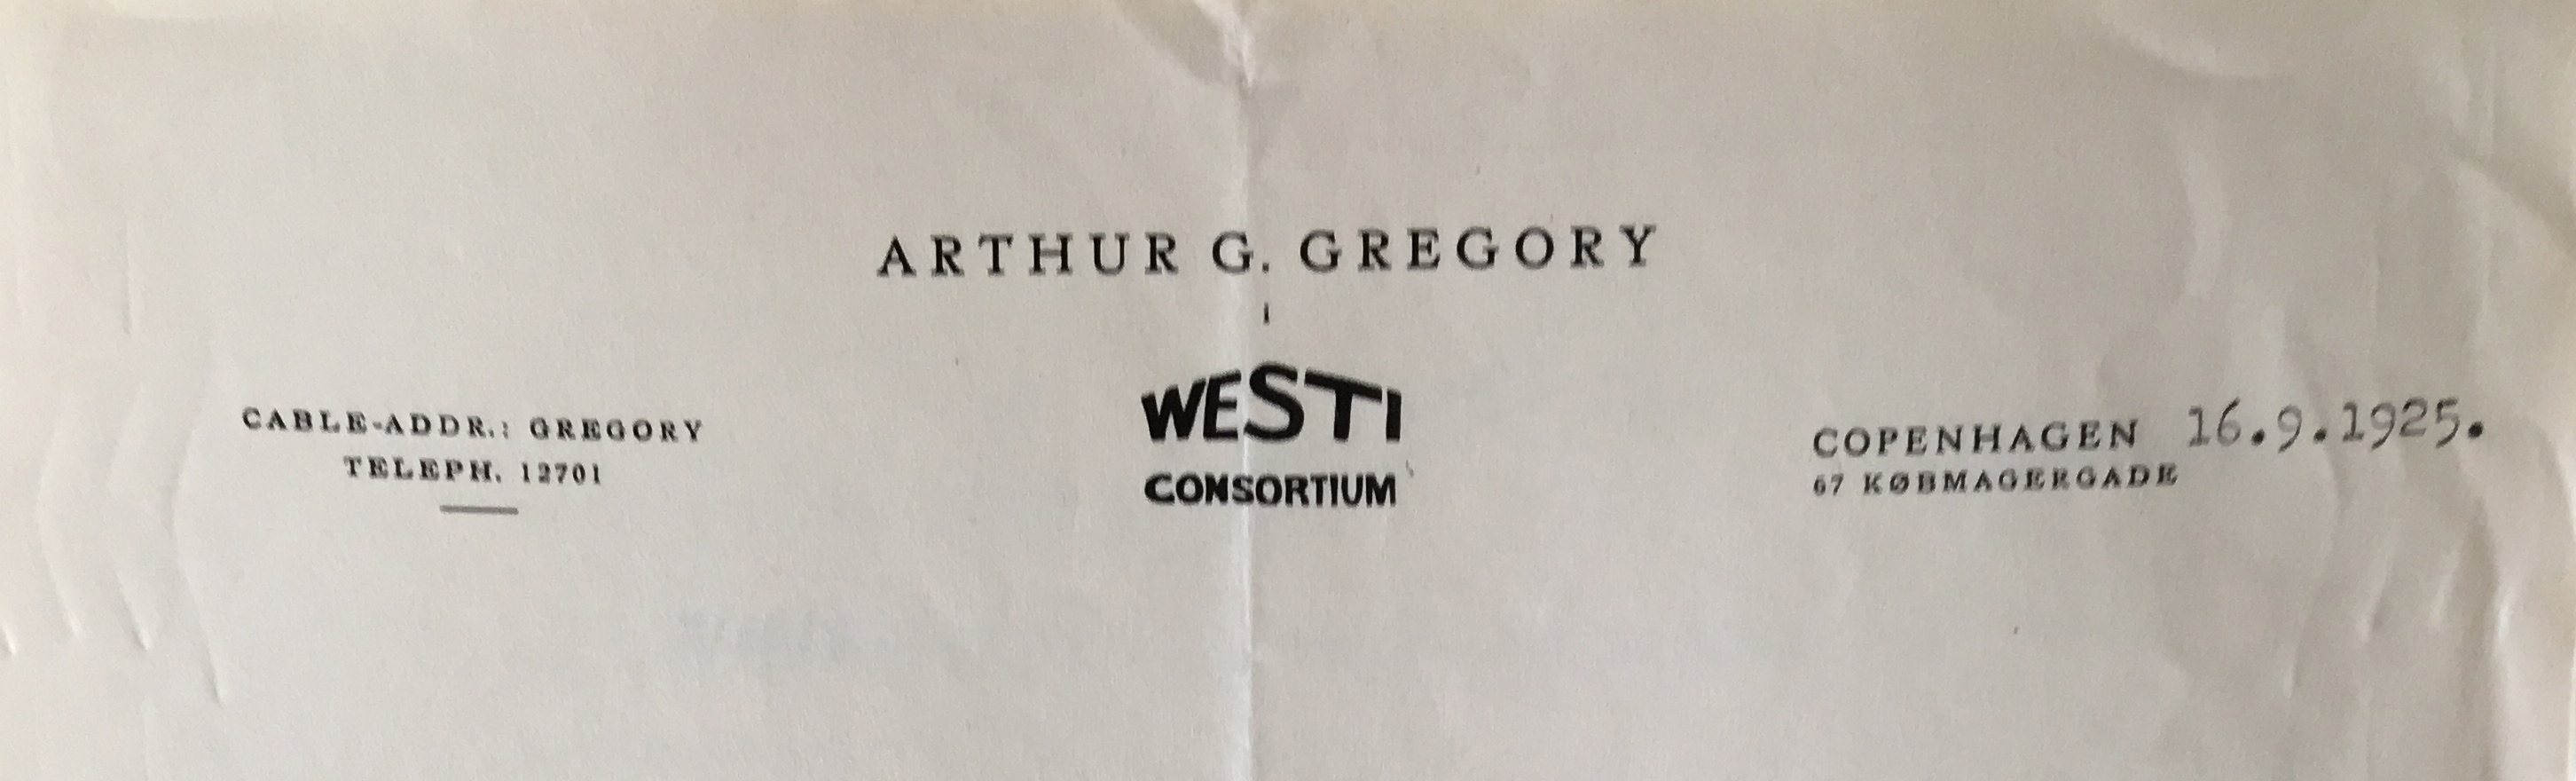 ARTHUR G. GREGORY
WESTI
CONSORTIUM
CABLE-ADDR.: GREGORY
TELEPH. 12701
COPENHAGEN 16.9.1925.
67 KØBMAGERGADE